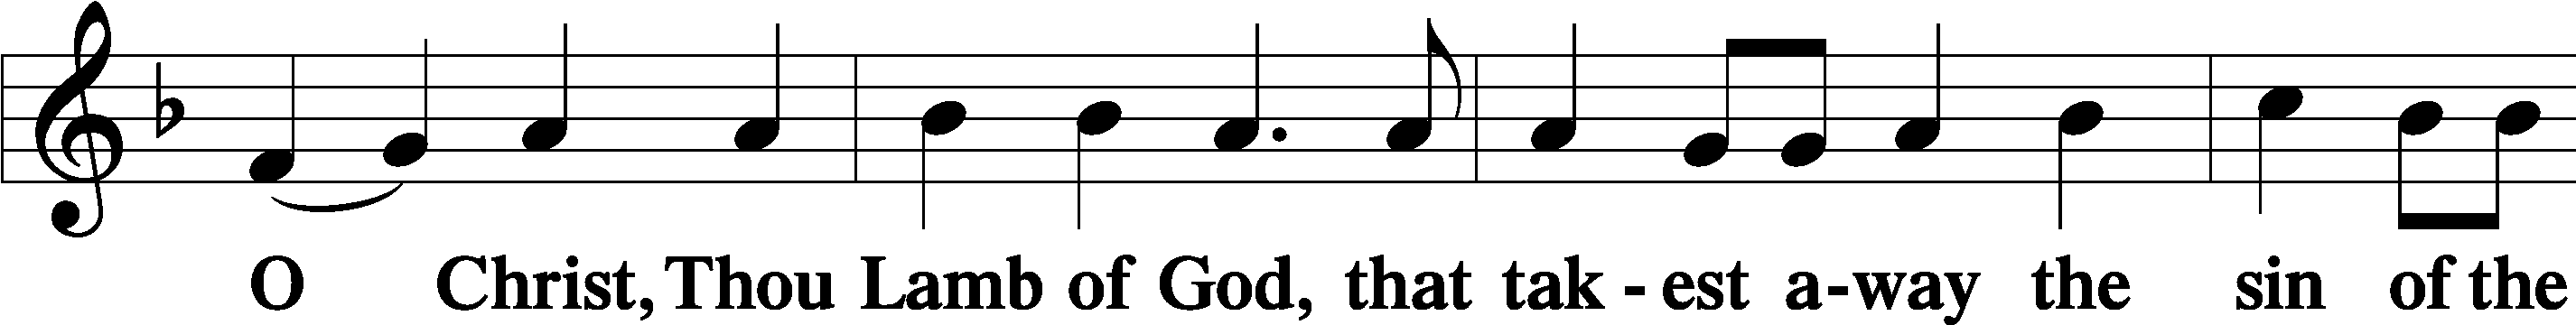 O Christ, Thou Lamb of God, that tak - est a-way the sin of the